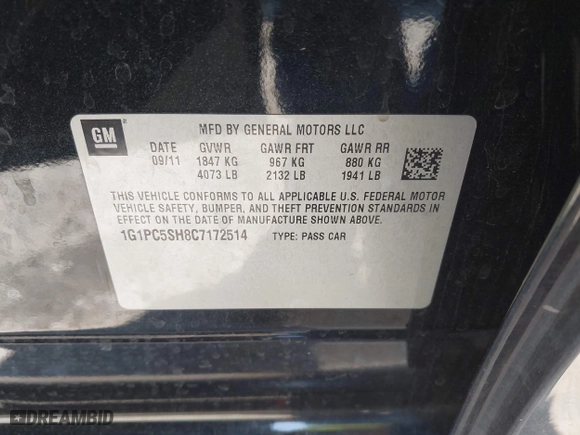 GM
MFD BY GENERAL MOTORS LLC
DATE GVWR GAWR FRT GAWR RR
09/11 1847 KG 967 KG 880 KG
4073 LB 2132 LB 1941 LB
THIS VEHICLE CONFORMS TO ALL APPLICABLE U.S. FEDERAL MOTOR
VEHICLE SAFETY, BUMPER, AND THEFT PREVENTION STANDARDS IN
EFFECT ON THE DATE OF MANUFACTURE SHOWN ABOVE.
1G1PC5SH8C7172514 TYPE: PASS CAR
DREAMBID